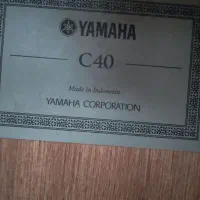 YAMAHA
C40
Made in Indonesia
YAMAHA CORPORATION